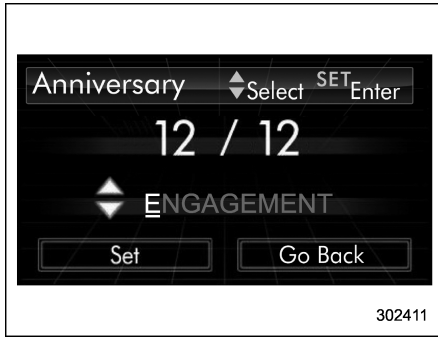 Anniversary Select SET Enter
12 / 12
ENGAGEMENT
Set Go Back
302411